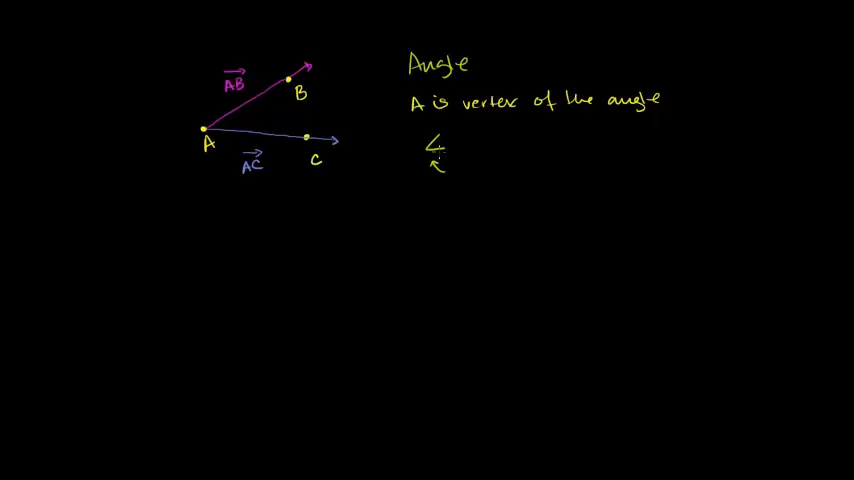 Angle
AB
B
A is vertex of the angle
A
AC
C
∠